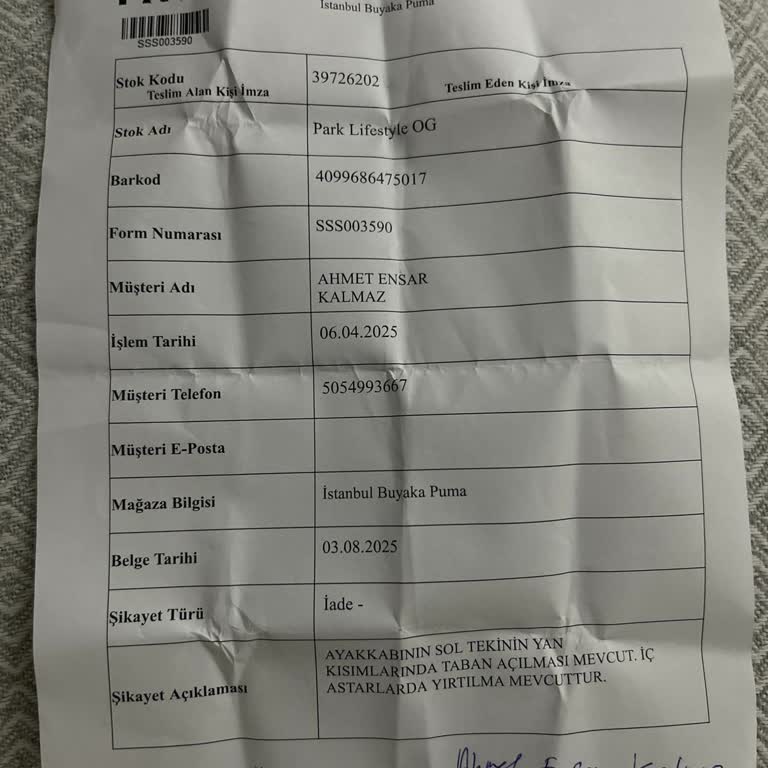 İstanbul Buyaka Puma
SSS003590
Stok Kodu 39726202
Teslim Alan Kişi İmza Teslim Eden Kişi İmza
Stok Adı Park Lifestyle OG
Barkod 4099686475017
Form Numarası SSS003590
Müşteri Adı AHMET ENSAR
KALMAZ
İşlem Tarihi 06.04.2025
Müşteri Telefon 5054993667
Müşteri E-Posta
Mağaza Bilgisi İstanbul Buyaka Puma
Belge Tarihi 03.08.2025
Şikayet Türü İade -
Şikayet Açıklaması AYAKKABININ SOL TEKİNİN YAN
KISIMLARINDA TABAN AÇILMASI MEVCUT. İÇ
ASTARLARDA YIRTILMA MEVCUTTUR.